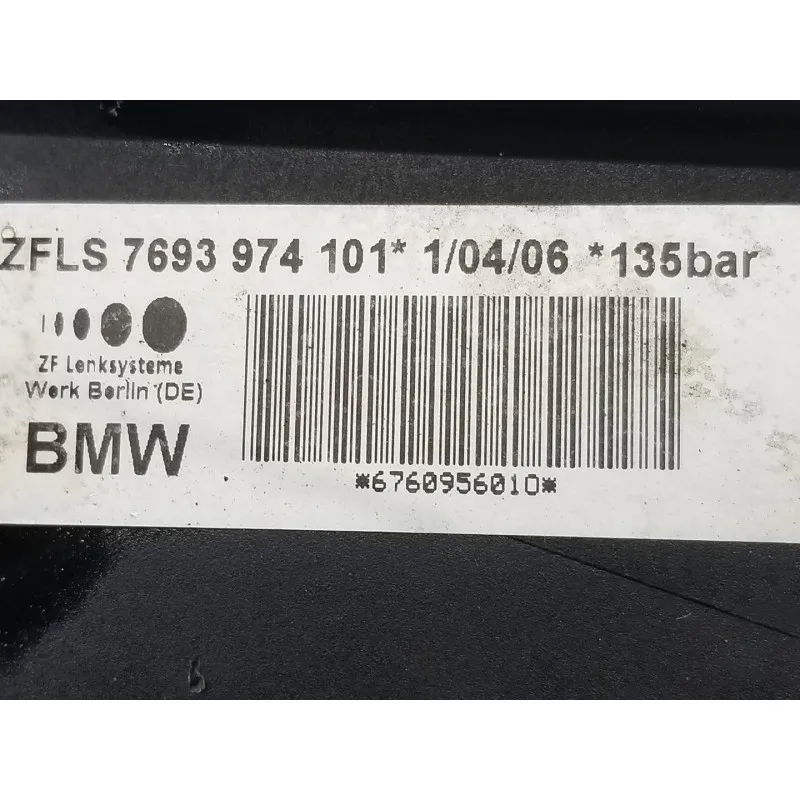 ZFLS 7693 974 101* 1/04/06 *135bar
ZF Lenksysteme
Werk Berlin (DE)
BMW
*6760956010*